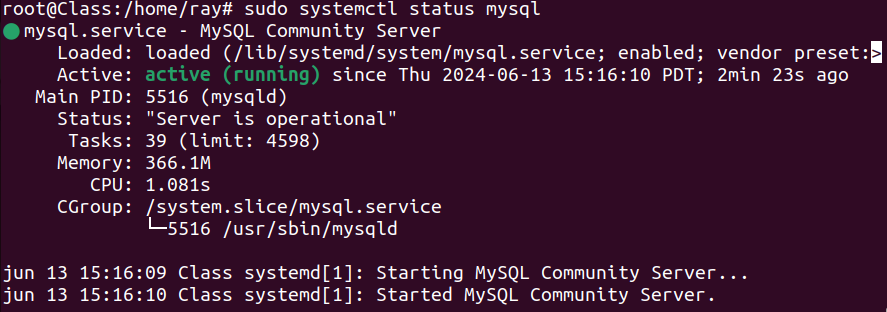 root@Class:/home/ray# sudo systemctl status mysql
● mysql.service - MySQL Community Server
Loaded: loaded (/lib/systemd/system/mysql.service; enabled; vendor preset:>
Active: active (running) since Thu 2024-06-13 15:16:10 PDT; 2min 23s ago
Main PID: 5516 (mysqld)
Status: "Server is operational"
Tasks: 39 (limit: 4598)
Memory: 366.1M
CPU: 1.081s
CGroup: /system.slice/mysql.service
└─5516 /usr/sbin/mysqld
jun 13 15:16:09 Class systemd[1]: Starting MySQL Community Server...
jun 13 15:16:10 Class systemd[1]: Started MySQL Community Server.